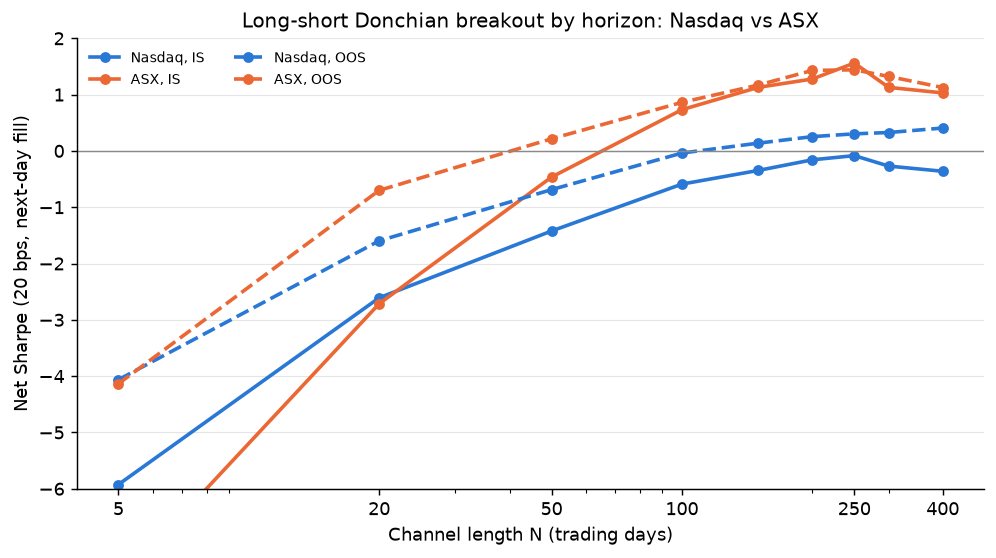 Long-short Donchian breakout by horizon: Nasdaq vs ASX
Nasdaq, IS
ASX, IS
Nasdaq, OOS
ASX, OOS
Net Sharpe (20 bps, next-day fill)
2
1
0
−1
−2
−3
−4
−5
−6
5
20
50
100
250
400
Channel length N (trading days)